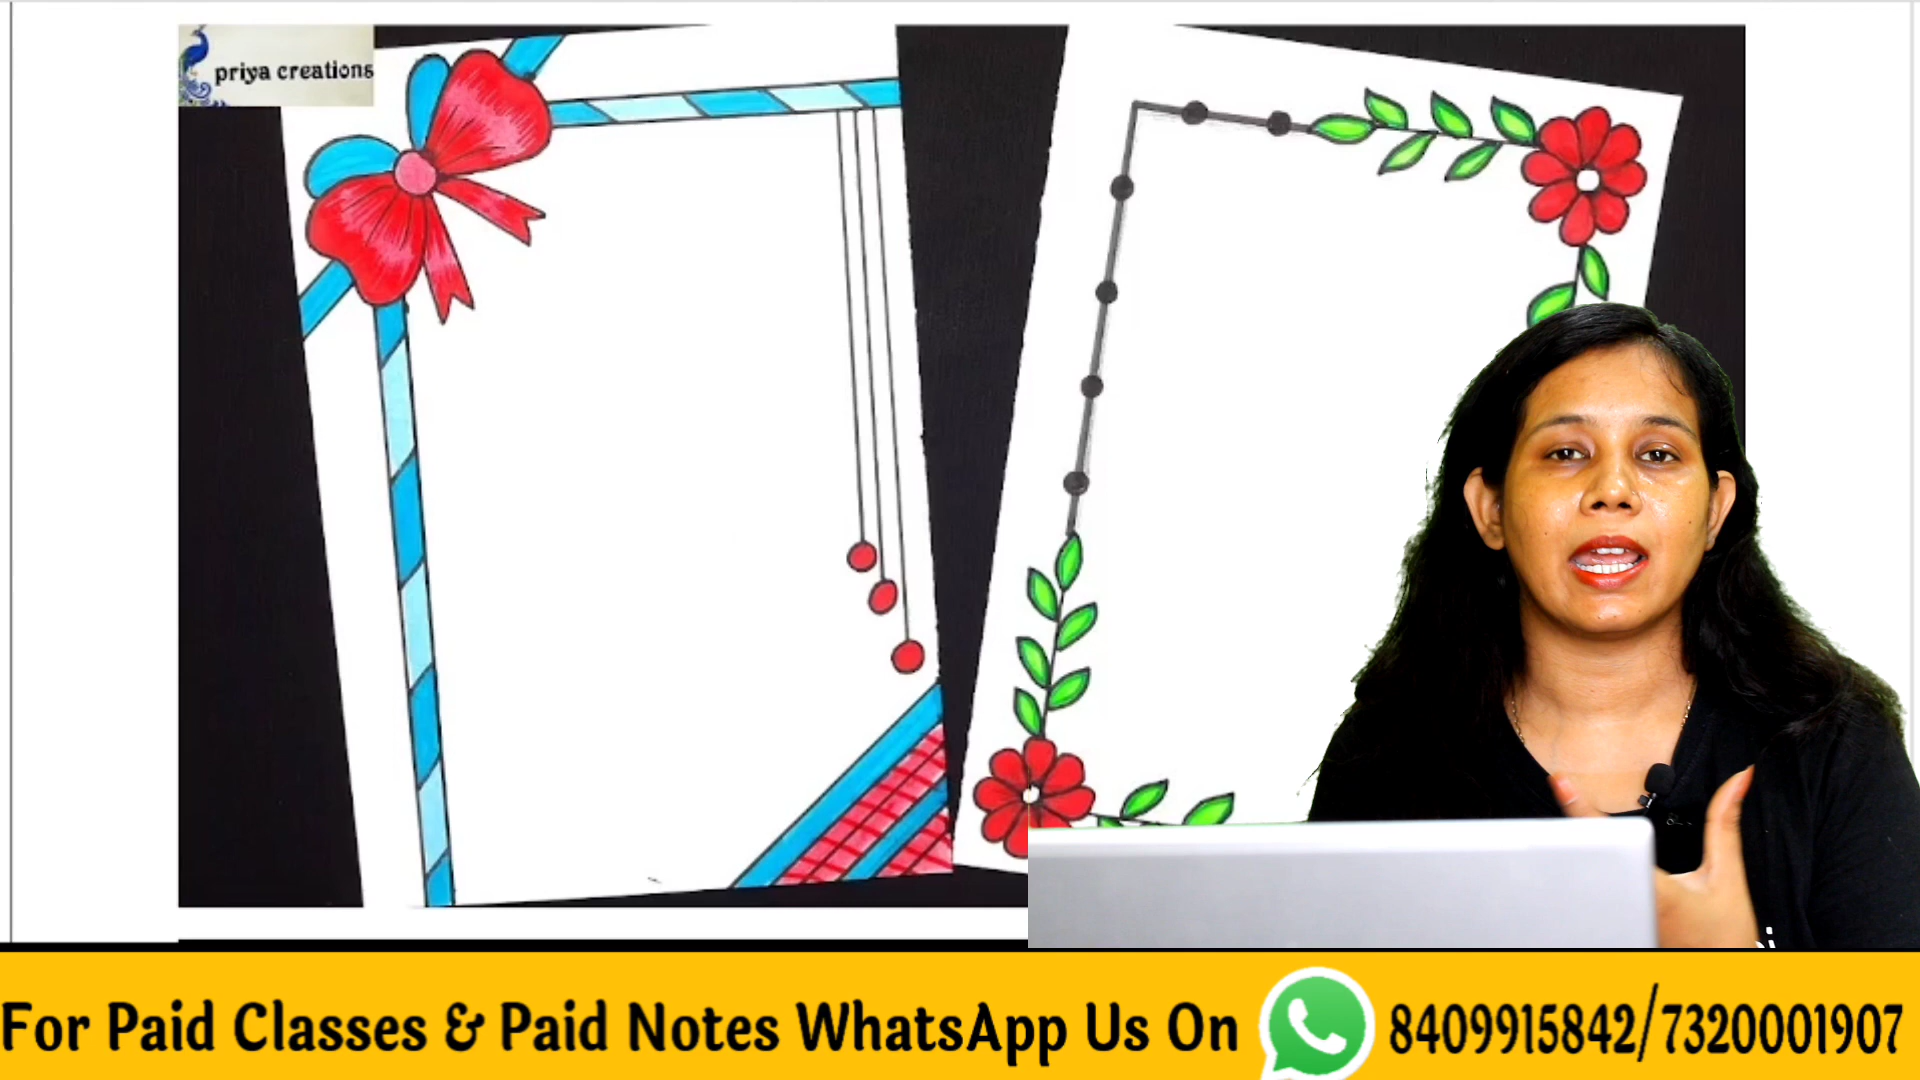 priya creations
For Paid Classes & Paid Notes WhatsApp Us On 8409915842/7320001907